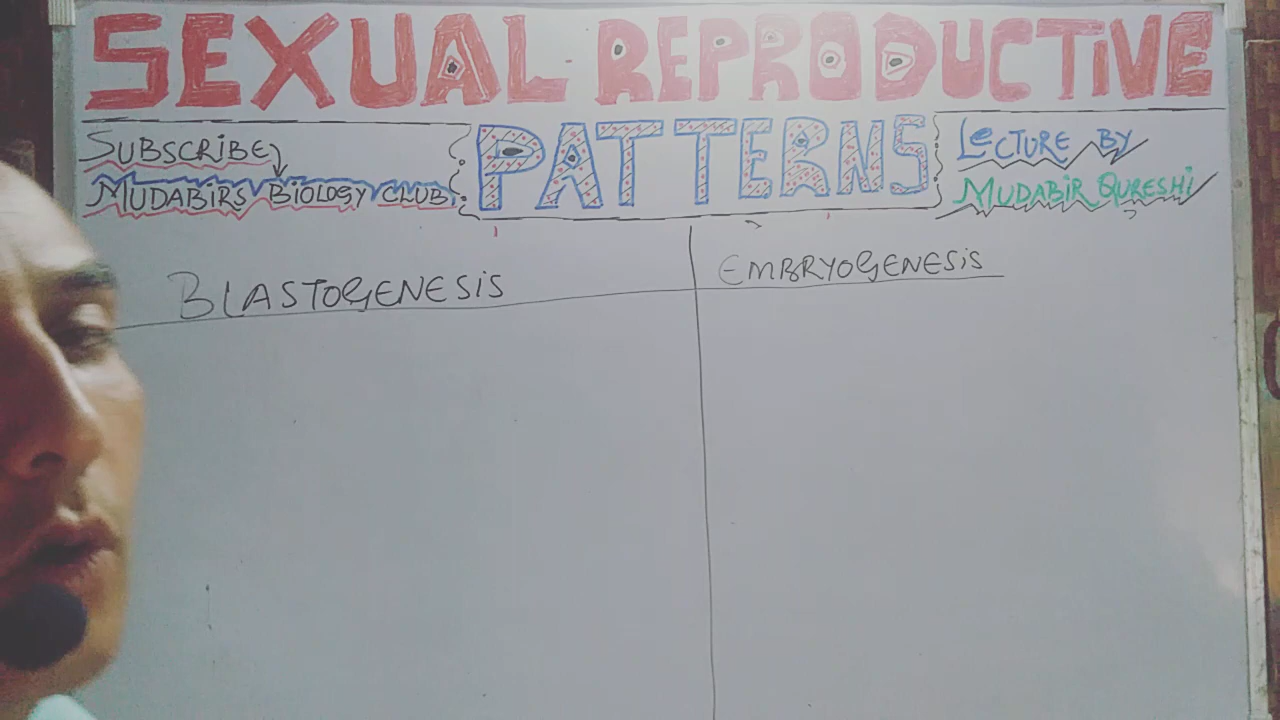 SEXUAL REPRODUCTIVE
PATTERNS
SUBSCRIBE
MUDABIRS BIOLOGY CLUB
LECTURE BY
MUDABIR QURESHI
BLASTOGENESIS
EMBRYOGENESIS